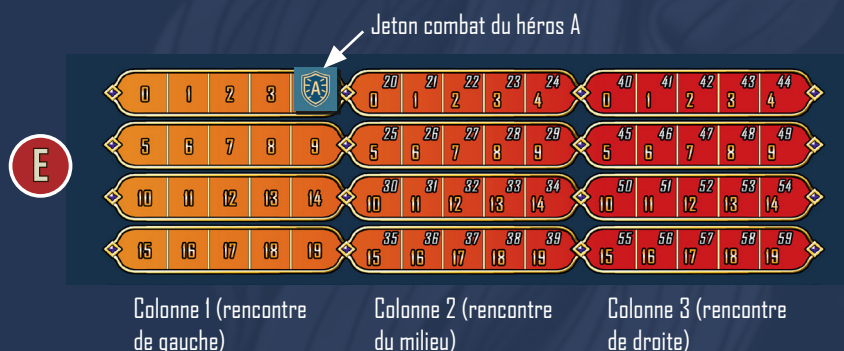 Jeton combat du héros A
0 1 2 3 A 20 0 21 1 22 2 23 3 24 4 40 0 41 1 42 2 43 3 44 4
E
5 6 7 8 9 25 5 26 6 27 7 28 8 29 9 45 5 46 6 47 7 48 8 49 9
10 11 12 13 14 30 10 31 11 32 12 33 13 34 14 50 10 51 11 52 12 53 13 54 14
15 16 17 18 19 35 15 36 16 37 17 38 18 39 19 55 15 56 16 57 17 58 18 59 19
Colonne 1 (rencontre
de gauche)
Colonne 2 (rencontre
du milieu)
Colonne 3 (rencontre
de droite)